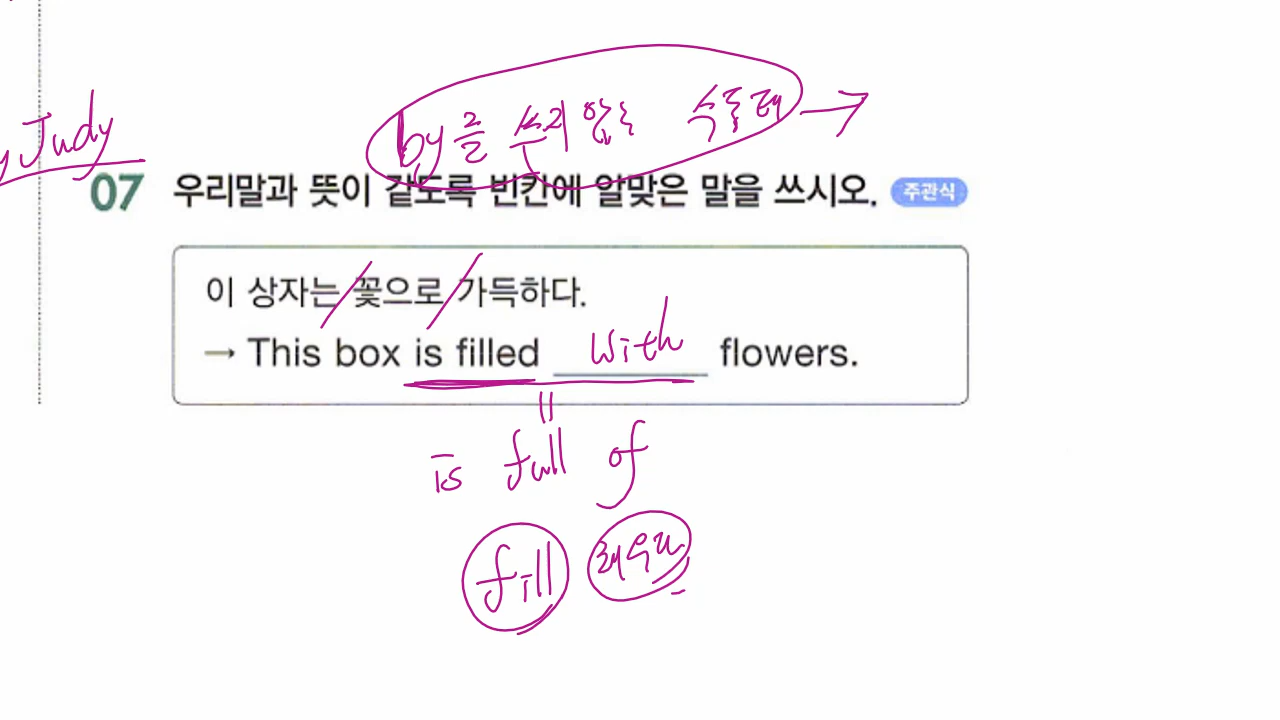 by를 쓰지 않는 수동태 →
y Judy
07 우리말과 뜻이 같도록 빈칸에 알맞은 말을 쓰시오. 주관식
이 상자는 / 꽃으로 / 가득하다.
→ This box is filled with flowers.
=
is full of
fill 채우다